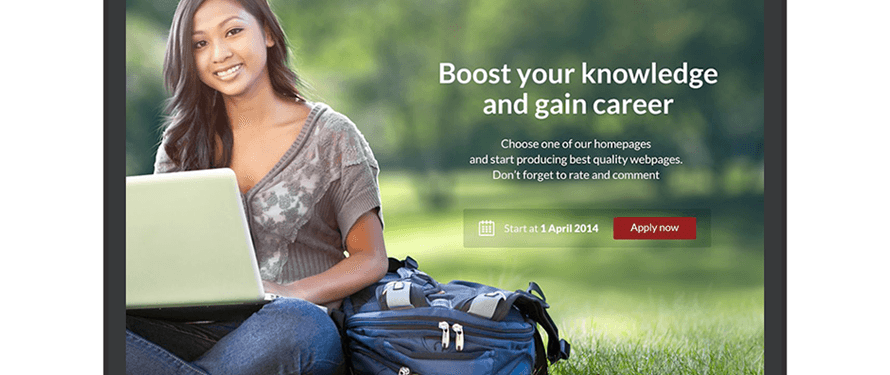 Boost your knowledge
and gain career
Choose one of our homepages
and start producing best quality webpages.
Don't forget to rate and comment
Start at 1 April 2014 Apply now